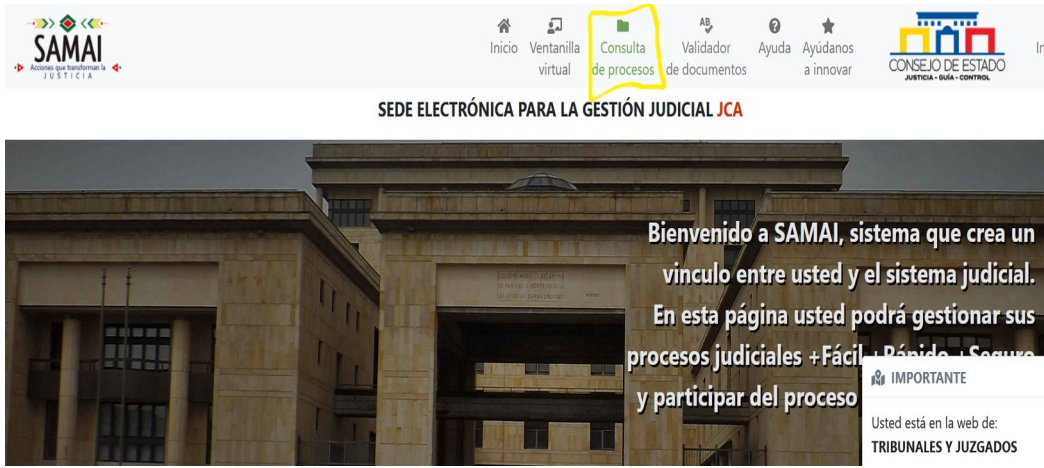 SAMAI
Acciones que transforman la
JUSTICIA
Inicio
Ventanilla
virtual
Consulta
de procesos
Validador
de documentos
Ayuda
Ayúdanos
a innovar
CONSEJO DE ESTADO
JUSTICIA - GUÍA - CONTROL
SEDE ELECTRÓNICA PARA LA GESTIÓN JUDICIAL JCA
Bienvenido a SAMAI, sistema que crea un
vinculo entre usted y el sistema judicial.
En esta página usted podrá gestionar sus
procesos judiciales +Fácil +Rápido +Seguro
y participar del proceso
IMPORTANTE
Usted está en la web de:
TRIBUNALES Y JUZGADOS